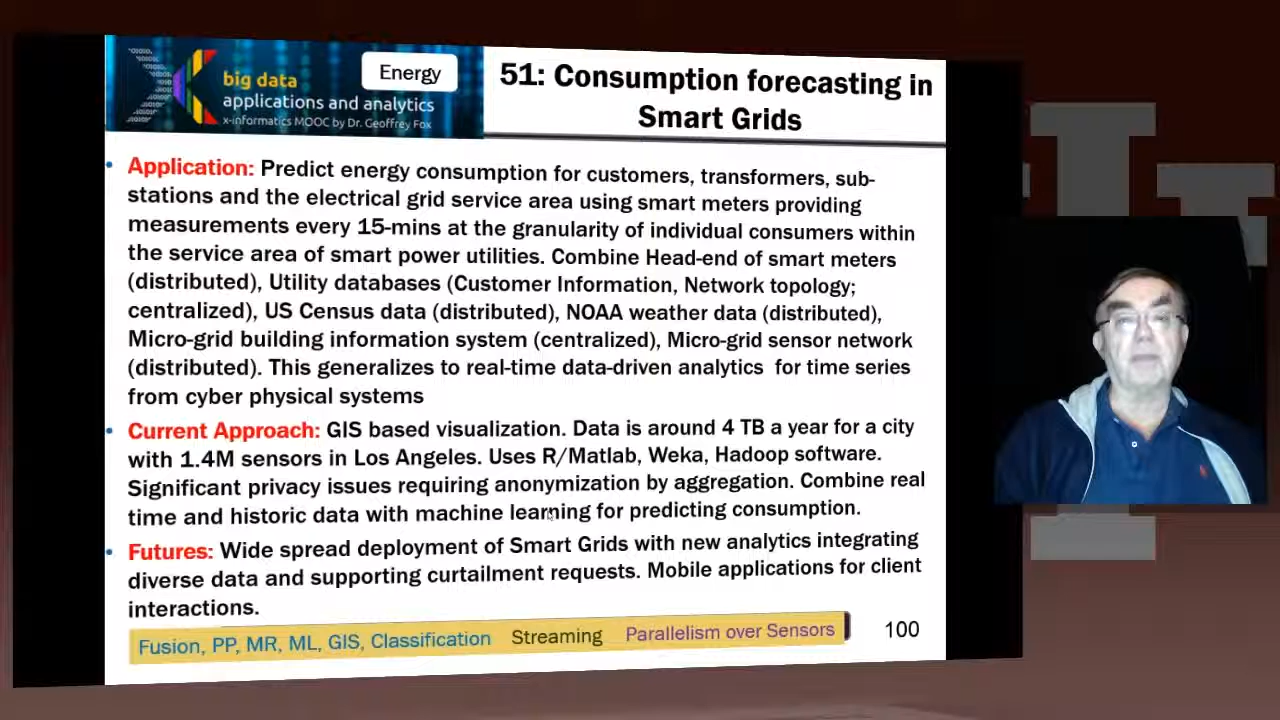 Energy
big data
applications and analytics
x-informatics MOOC by Dr. Geoffrey Fox
51: Consumption forecasting in
Smart Grids
• Application: Predict energy consumption for customers, transformers, sub-
stations and the electrical grid service area using smart meters providing
measurements every 15-mins at the granularity of individual consumers within
the service area of smart power utilities. Combine Head-end of smart meters
(distributed), Utility databases (Customer Information, Network topology;
centralized), US Census data (distributed), NOAA weather data (distributed),
Micro-grid building information system (centralized), Micro-grid sensor network
(distributed). This generalizes to real-time data-driven analytics for time series
from cyber physical systems
• Current Approach: GIS based visualization. Data is around 4 TB a year for a city
with 1.4M sensors in Los Angeles. Uses R/Matlab, Weka, Hadoop software.
Significant privacy issues requiring anonymization by aggregation. Combine real
time and historic data with machine learning for predicting consumption.
• Futures: Wide spread deployment of Smart Grids with new analytics integrating
diverse data and supporting curtailment requests. Mobile applications for client
interactions.
Fusion, PP, MR, ML, GIS, Classification Streaming Parallelism over Sensors
100